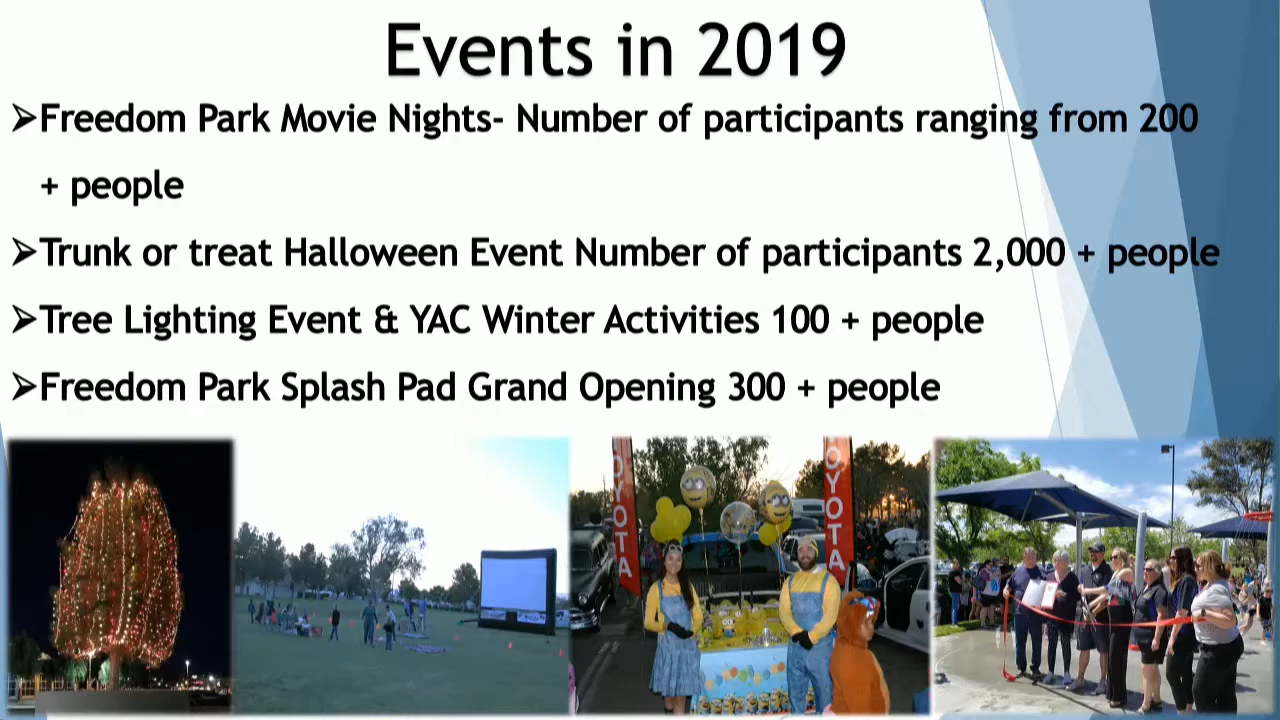 Events in 2019
➢Freedom Park Movie Nights- Number of participants ranging from 200
+ people
➢Trunk or treat Halloween Event Number of participants 2,000 + people
➢Tree Lighting Event & YAC Winter Activities 100 + people
➢Freedom Park Splash Pad Grand Opening 300 + people
OYOTA
OYOTA